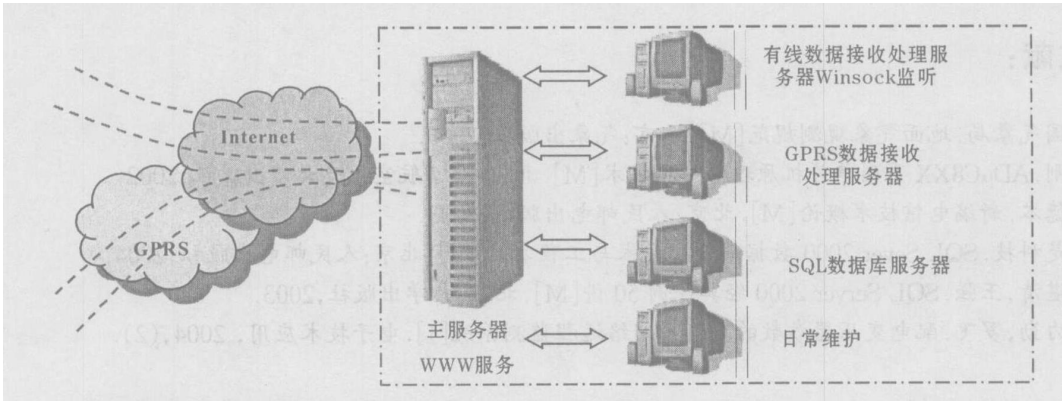 Internet
GPRS
主服务器
WWW服务
有线数据接收处理服
务器Winsock监听
GPRS数据接收
处理服务器
SQL数据库服务器
日常维护